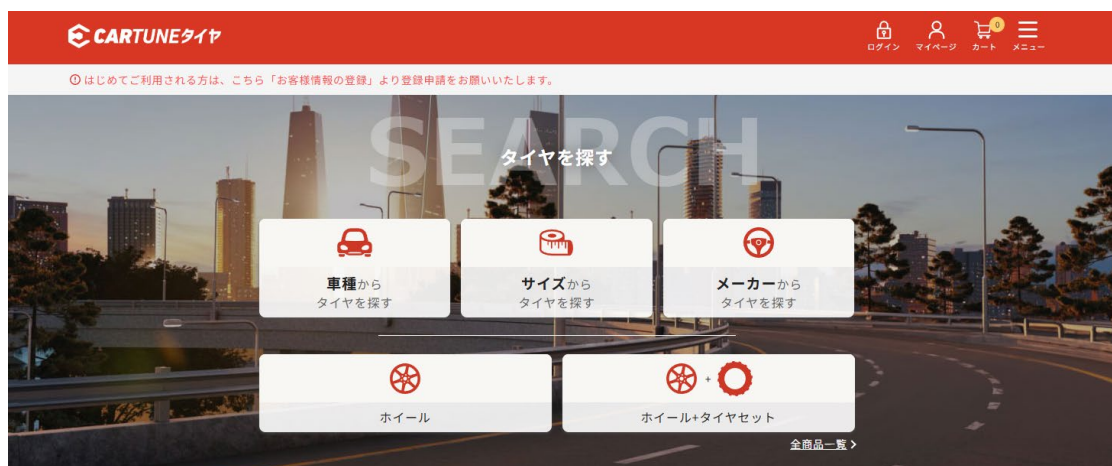 CARTUNEタイヤ
ログイン
マイページ
0
カート
メニュー
はじめてご利用される方は、こちら「お客様情報の登録」より登録申請をお願いいたします。
SEARCH
タイヤを探す
車種から
タイヤを探す
サイズから
タイヤを探す
メーカーから
タイヤを探す
ホイール
+
ホイール+タイヤセット
全商品一覧